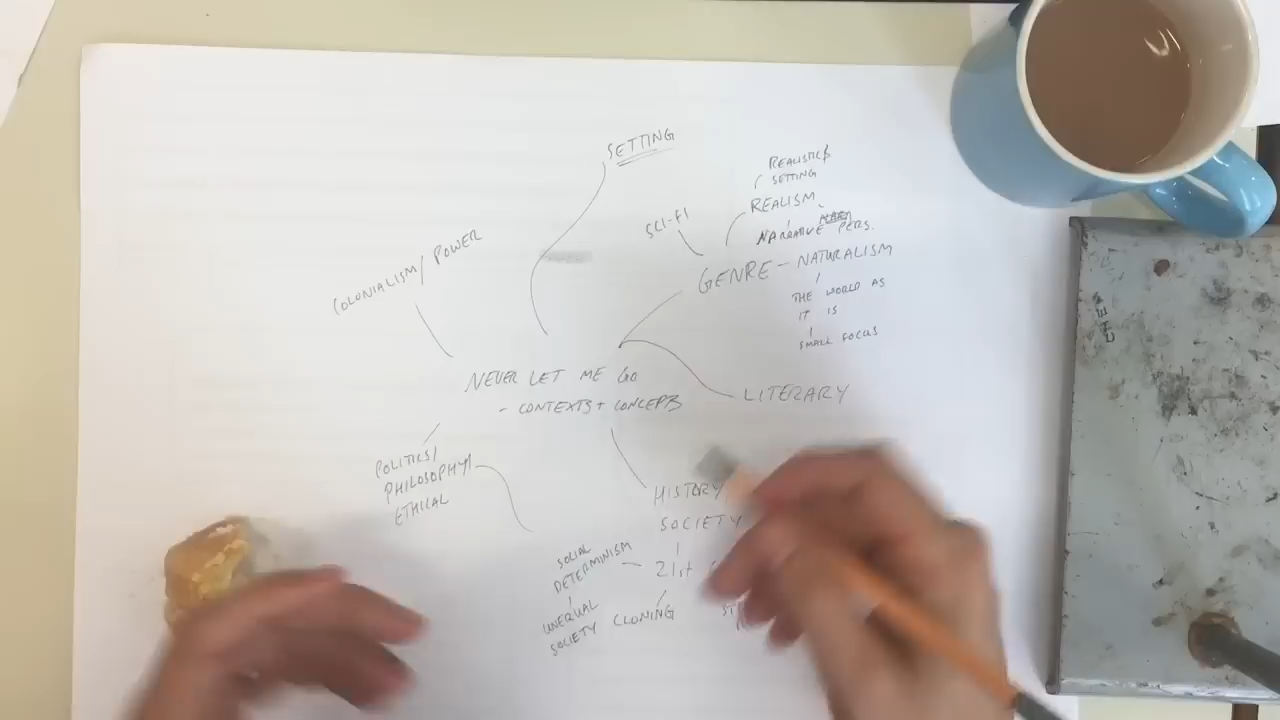 SETTING
REALISTIC
SETTING
REALISM
SCI-FI
NARRATIVE PERS.
COLONIALISM/ POWER
GENRE - NATURALISM
THE WORLD AS
IT IS
SMALL FOCUS
NEVER LET ME GO
- CONTEXTS + CONCEPTS
LITERARY
POLITICS/
PHILOSOPHY/
ETHICAL
HISTORY
SOCIETY
SOCIAL
DETERMINISM
21st
UNEQUAL
SOCIETY
CLONING
CHEM